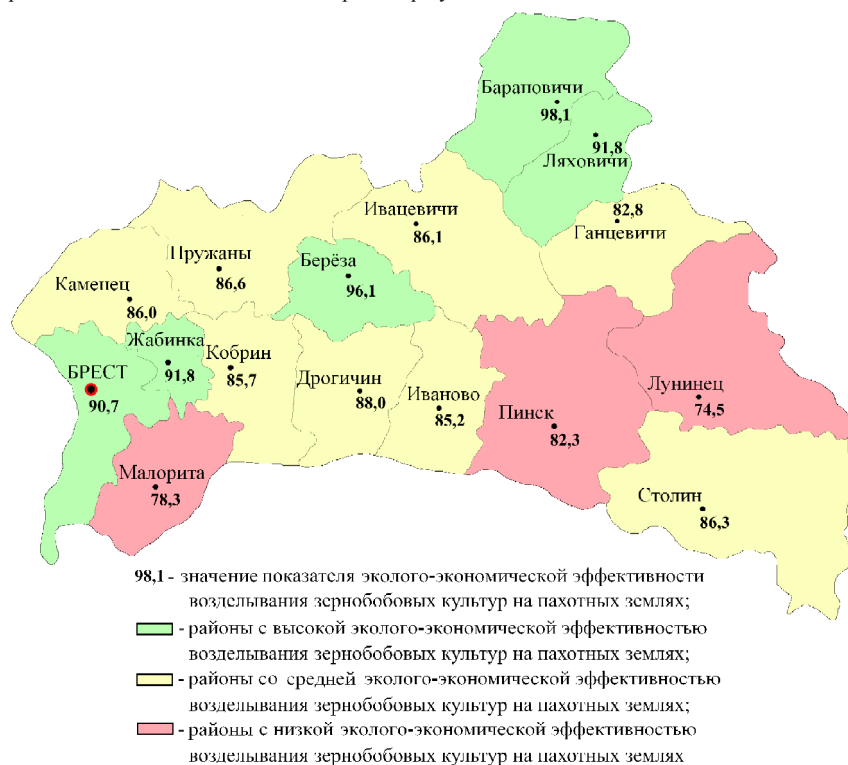 Бараповичи
98,1
91,8
Ляховичи
82,8
Ганцевичи
Ивацевичи
86,1
Пружаны
86,6
Берёза
96,1
Каменец
86,0
Жабинка
91,8
Кобрин
85,7
БРЕСТ
90,7
Дрогичин
88,0
Иваново
85,2
Пинск
82,3
Лунинец
74,5
Малорита
78,3
Столин
86,3
98,1 - значение показателя эколого-экономической эффективности
возделывания зернобобовых культур на пахотных землях;
- районы с высокой эколого-экономической эффективностью
возделывания зернобобовых культур на пахотных землях;
- районы со средней эколого-экономической эффективностью
возделывания зернобобовых культур на пахотных землях;
- районы с низкой эколого-экономической эффективностью
возделывания зернобобовых культур на пахотных землях